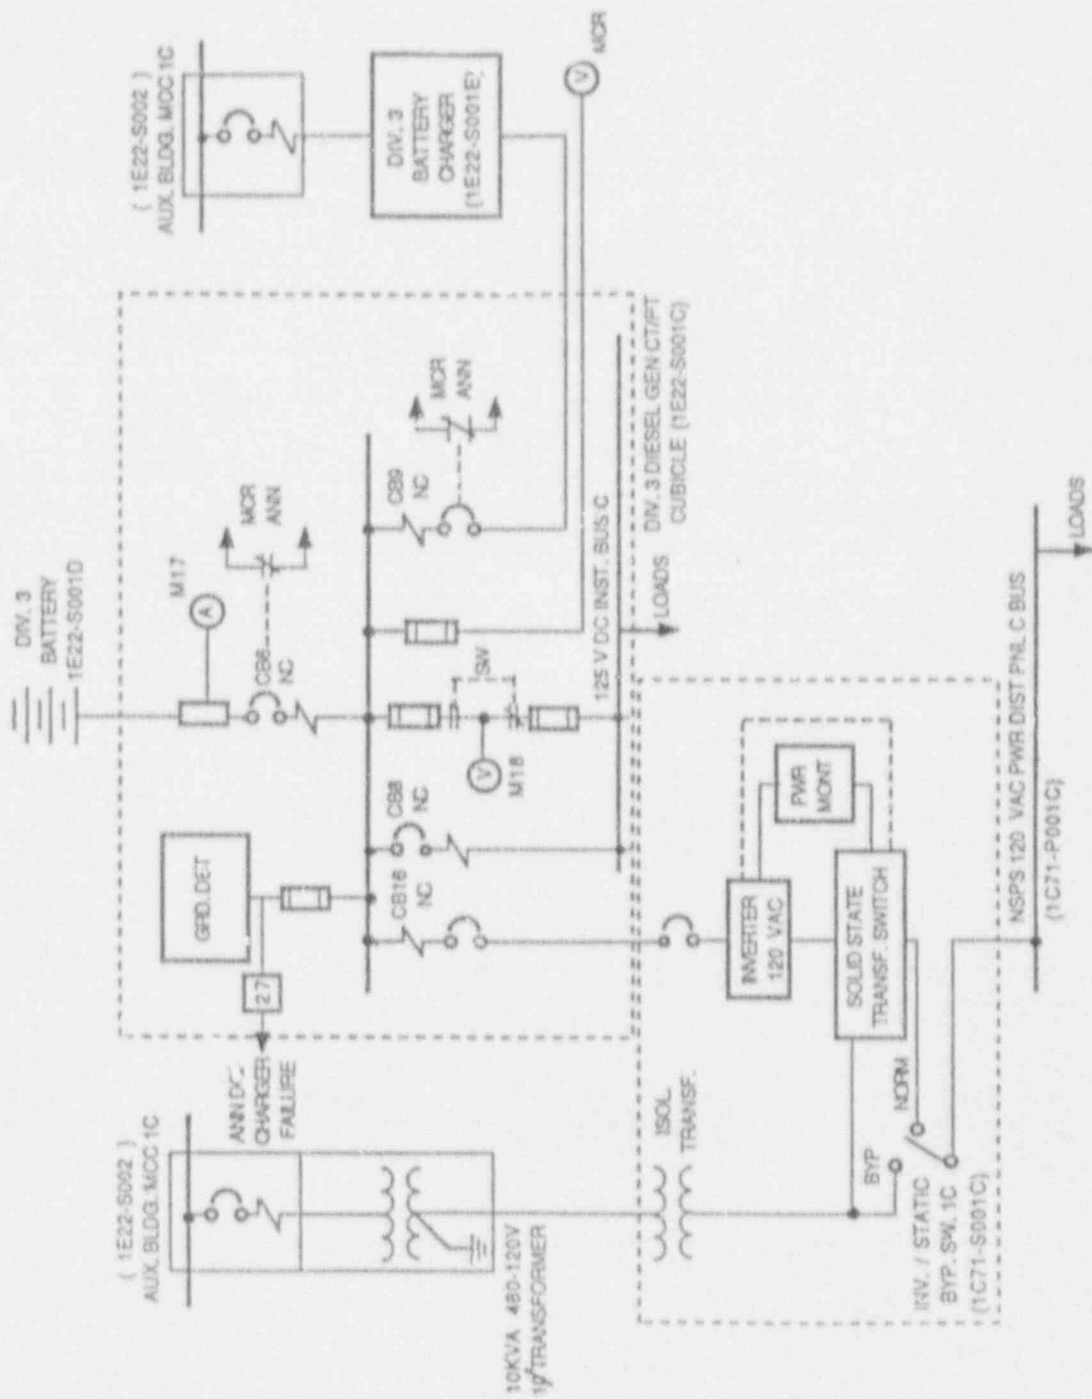 DIV. 3
BATTERY
1E22-S001D
( 1E22-S002 )
AUX. BLDG. MCC 1C
M17
A
CB6
NC
MCR
ANN
GRD. DET
27
ANN DC
CHARGER
FAILURE
DIV. 3
BATTERY
CHARGER
(1E22-S001E)
CB16
NC
CB8
NC
V
M18
SW
CB9
NC
MCR
ANN
V
MCR
125 V DC INST. BUS C
LOADS
DIV. 3 DIESEL GEN CT/PT
CUBICLE (1E22-S001C)
( 1E22-S002 )
AUX. BLDG. MCC 1C
10KVA 480-120V
1φ TRANSFORMER
ISOL.
TRANSF.
INVERTER
120 VAC
PWR
MONT
SOLID STATE
TRANSF. SWITCH
BYP
NORM
INV. / STATIC
BYP. SW. 1C
(1C71-S001C)
NSPS 120 VAC PWR DIST PNL C BUS
(1C71-P001C)
LOADS